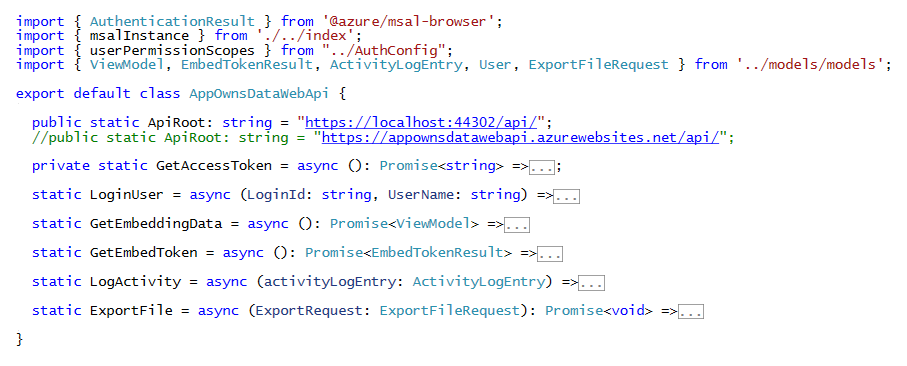 import { AuthenticationResult } from '@azure/msal-browser';
import { msalInstance } from './../index';
import { userPermissionScopes } from "../AuthConfig";
import { ViewModel, EmbedTokenResult, ActivityLogEntry, User, ExportFileRequest } from '../models/models';
export default class AppOwnsDataWebApi {
public static ApiRoot: string = "https://localhost:44302/api/";
//public static ApiRoot: string = "https://appownsdatawebapi.azurewebsites.net/api/";
private static GetAccessToken = async (): Promise<string> =>...;
static LoginUser = async (LoginId: string, UserName: string) =>...
static GetEmbeddingData = async (): Promise<ViewModel> =>...
static GetEmbedToken = async (): Promise<EmbedTokenResult> =>...
static LogActivity = async (activityLogEntry: ActivityLogEntry) =>...
static ExportFile = async (ExportRequest: ExportFileRequest): Promise<void> =>...
}